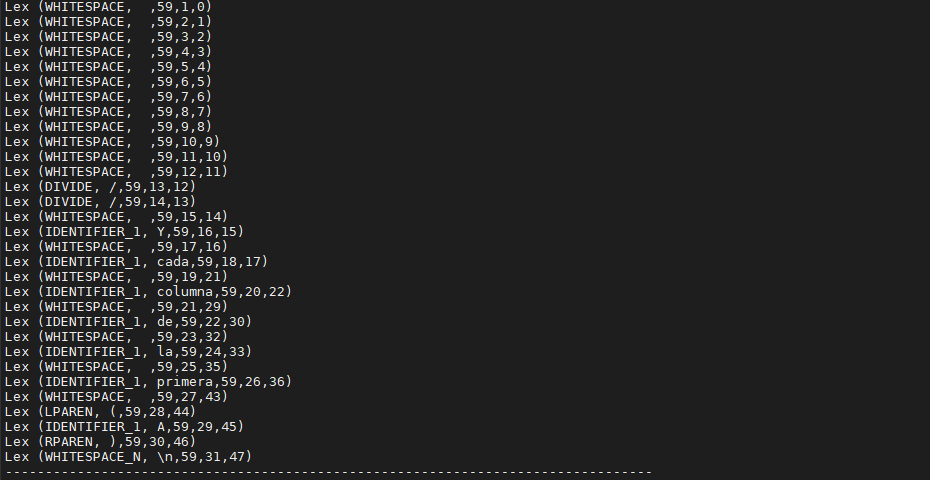 Lex (WHITESPACE,  ,59,1,0)
Lex (WHITESPACE,  ,59,2,1)
Lex (WHITESPACE,  ,59,3,2)
Lex (WHITESPACE,  ,59,4,3)
Lex (WHITESPACE,  ,59,5,4)
Lex (WHITESPACE,  ,59,6,5)
Lex (WHITESPACE,  ,59,7,6)
Lex (WHITESPACE,  ,59,8,7)
Lex (WHITESPACE,  ,59,9,8)
Lex (WHITESPACE,  ,59,10,9)
Lex (WHITESPACE,  ,59,11,10)
Lex (WHITESPACE,  ,59,12,11)
Lex (DIVIDE, /,59,13,12)
Lex (DIVIDE, /,59,14,13)
Lex (WHITESPACE,  ,59,15,14)
Lex (IDENTIFIER_1, Y,59,16,15)
Lex (WHITESPACE,  ,59,17,16)
Lex (IDENTIFIER_1, cada,59,18,17)
Lex (WHITESPACE,  ,59,19,21)
Lex (IDENTIFIER_1, columna,59,20,22)
Lex (WHITESPACE,  ,59,21,29)
Lex (IDENTIFIER_1, de,59,22,30)
Lex (WHITESPACE,  ,59,23,32)
Lex (IDENTIFIER_1, la,59,24,33)
Lex (WHITESPACE,  ,59,25,35)
Lex (IDENTIFIER_1, primera,59,26,36)
Lex (WHITESPACE,  ,59,27,43)
Lex (LPAREN, (,59,28,44)
Lex (IDENTIFIER_1, A,59,29,45)
Lex (RPAREN, ),59,30,46)
Lex (WHITESPACE_N, \n,59,31,47)
---------------------------------------------------------------------------------